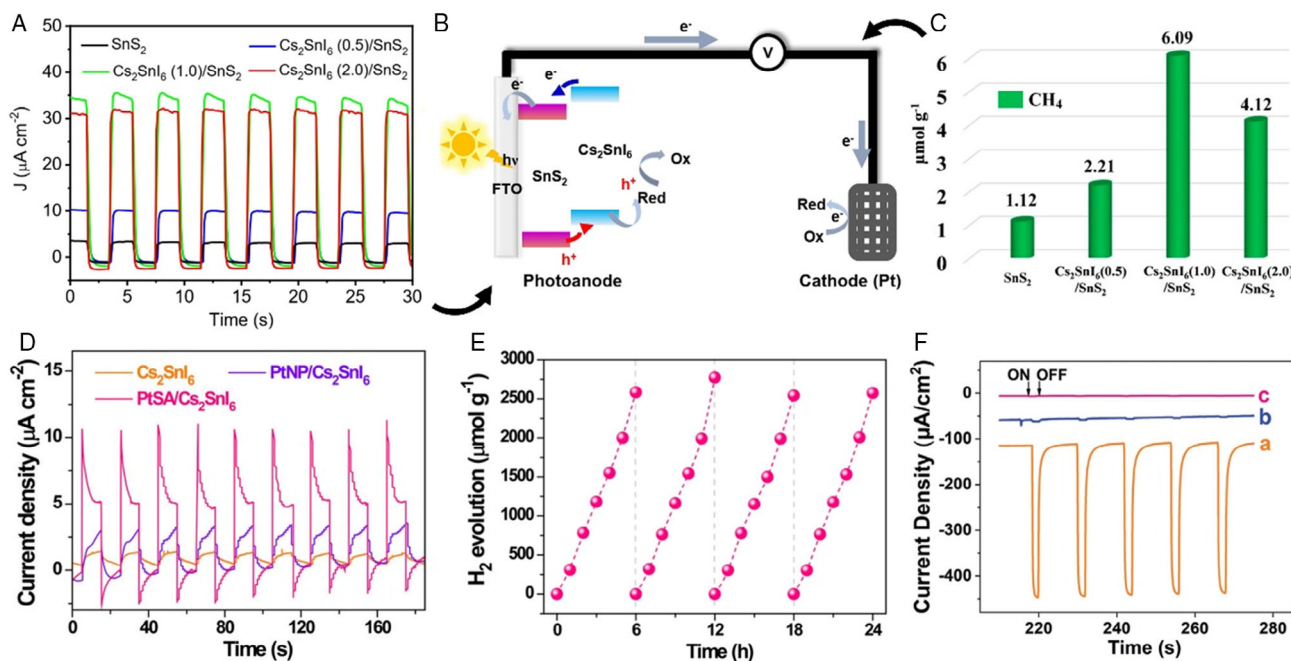 A
J (µA cm⁻²)
50
40
30
20
10
0
SnS₂
Cs₂SnI₆ (0.5)/SnS₂
Cs₂SnI₆ (1.0)/SnS₂
Cs₂SnI₆ (2.0)/SnS₂
0 5 10 15 20 25 30
Time (s)
B
e⁻
V
e⁻
e⁻
hν
FTO
SnS₂
Cs₂SnI₆
Ox
h⁺
Red
h⁺
e⁻
Red
e⁻
Ox
Photoanode
Cathode (Pt)
C
µmol g⁻¹
6
5
4
3
2
1
0
CH₄
1.12
2.21
6.09
4.12
SnS₂
Cs₂SnI₆(0.5)
/SnS₂
Cs₂SnI₆(1.0)
/SnS₂
Cs₂SnI₆(2.0)
/SnS₂
D
Current density (µA cm⁻²)
15
10
5
0
Cs₂SnI₆
PtNP/Cs₂SnI₆
PtSA/Cs₂SnI₆
0 40 80 120 160
Time (s)
E
H₂ evolution (µmol g⁻¹)
3000
2500
2000
1500
1000
500
0
0 6 12 18 24
Time (h)
F
Current Density (µA/cm²)
0
-100
-200
-300
-400
ON OFF
c
b
a
220 240 260 280
Time (s)